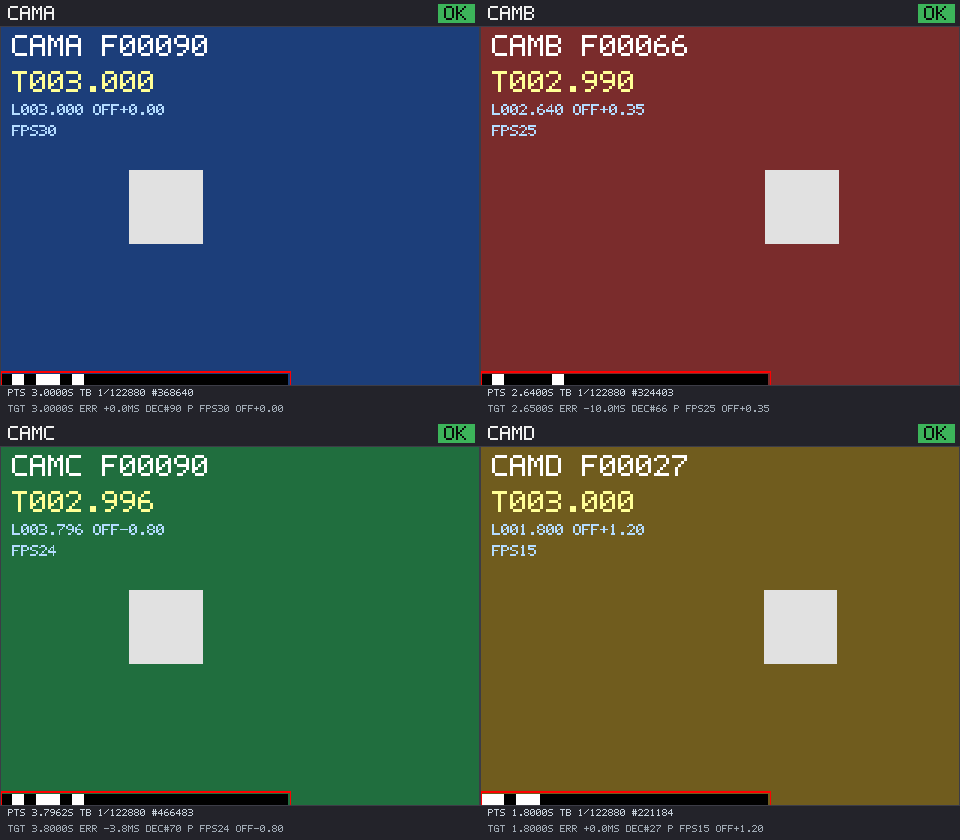 CAMA OK
CAMA F00090
T003.000
L003.000 OFF+0.00
FPS30
PTS 3.0000S TB 1/122880 #368640
TGT 3.0000S ERR +0.0MS DEC#90 P FPS30 OFF+0.00
CAMB OK
CAMB F00066
T002.990
L002.640 OFF+0.35
FPS25
PTS 2.6400S TB 1/122880 #324403
TGT 2.6500S ERR -10.0MS DEC#66 P FPS25 OFF+0.35
CAMC OK
CAMC F00090
T002.996
L003.796 OFF-0.80
FPS24
PTS 3.7962S TB 1/122880 #466483
TGT 3.8000S ERR -3.8MS DEC#70 P FPS24 OFF-0.80
CAMD OK
CAMD F00027
T003.000
L001.800 OFF+1.20
FPS15
PTS 1.8000S TB 1/122880 #221184
TGT 1.8000S ERR +0.0MS DEC#27 P FPS15 OFF+1.20